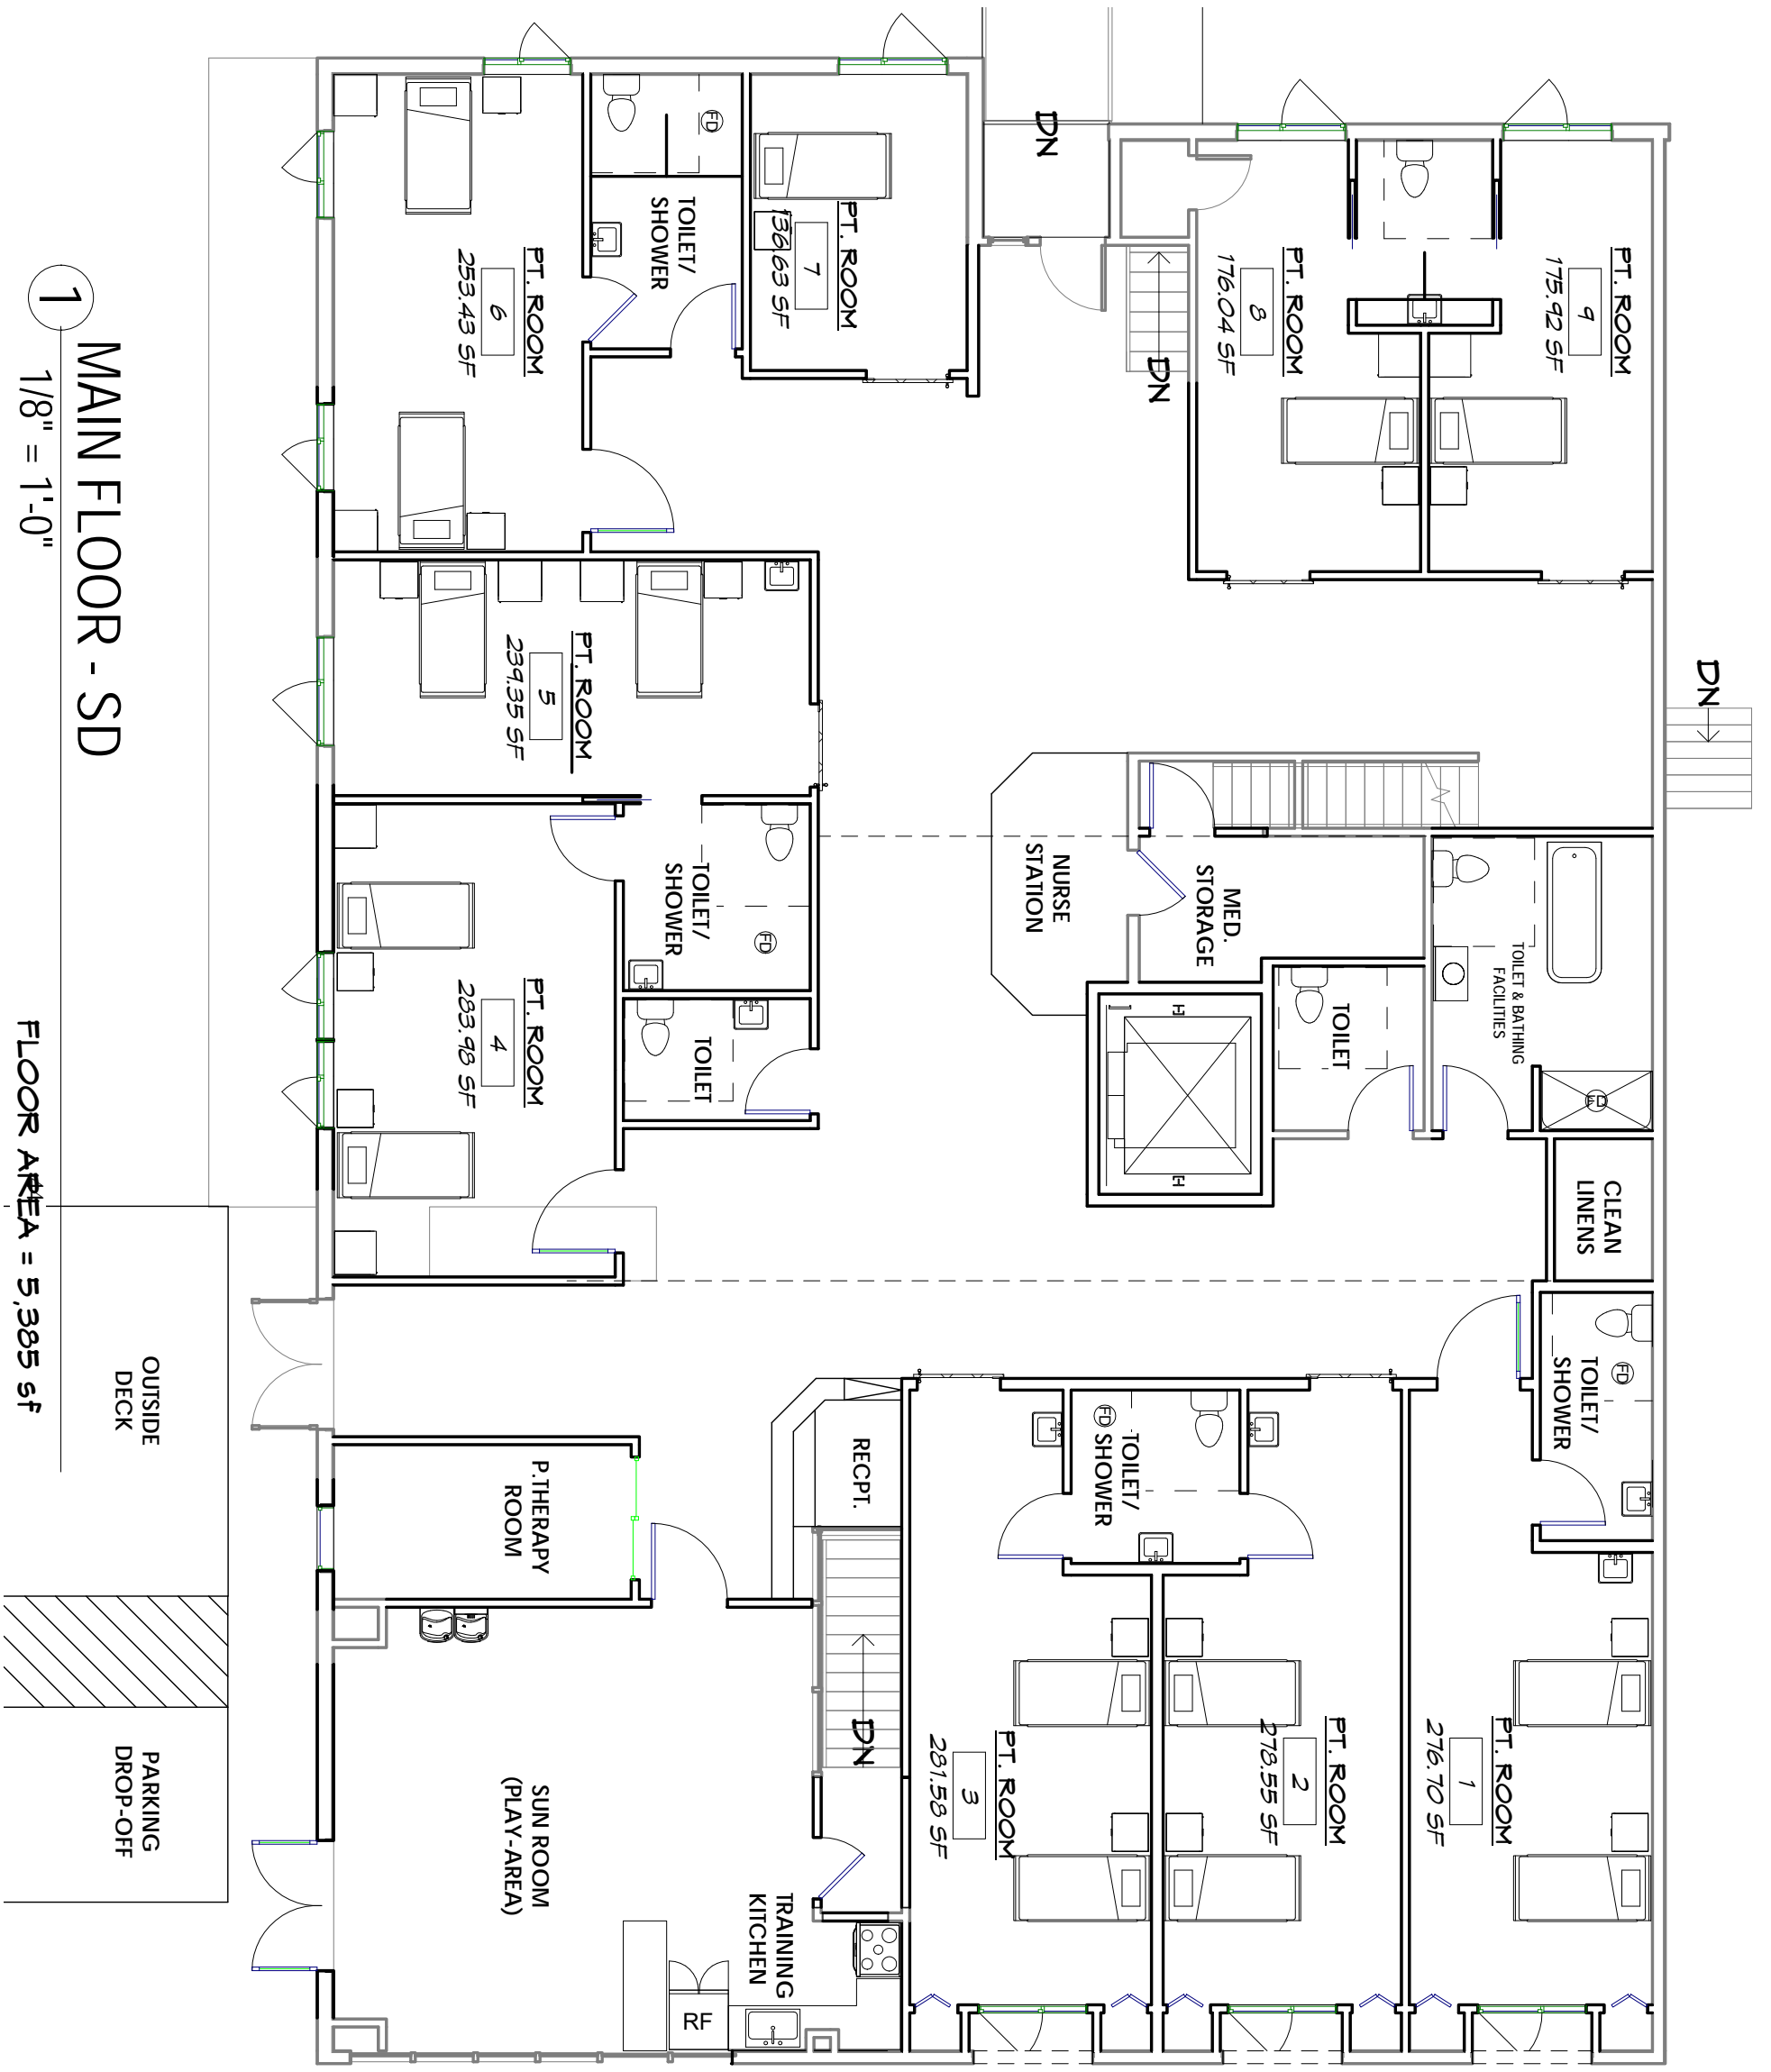 DN
PT. ROOM
9
175.92 SF
PT. ROOM
8
176.04 SF
DN
DN
PT. ROOM
7
136.63 SF
FD
TOILET/
SHOWER
PT. ROOM
6
253.43 SF
PT. ROOM
5
239.35 SF
TOILET & BATHING
FACILITIES
FD
TOILET
MED.
STORAGE
NURSE
STATION
H
H
FD
TOILET/
SHOWER
TOILET
PT. ROOM
4
283.98 SF
CLEAN
LINENS
FD
TOILET/
SHOWER
PT. ROOM
1
276.70 SF
PT. ROOM
2
278.55 SF
TOILET/
FD SHOWER
PT. ROOM
3
281.58 SF
RECPT.
DN
P.THERAPY
ROOM
TRAINING
KITCHEN
RF
SUN ROOM
(PLAY-AREA)
OUTSIDE
DECK
PARKING
DROP-OFF
1
MAIN FLOOR - SD
1/8" = 1'-0"
FLOOR AREA = 5,385 sf